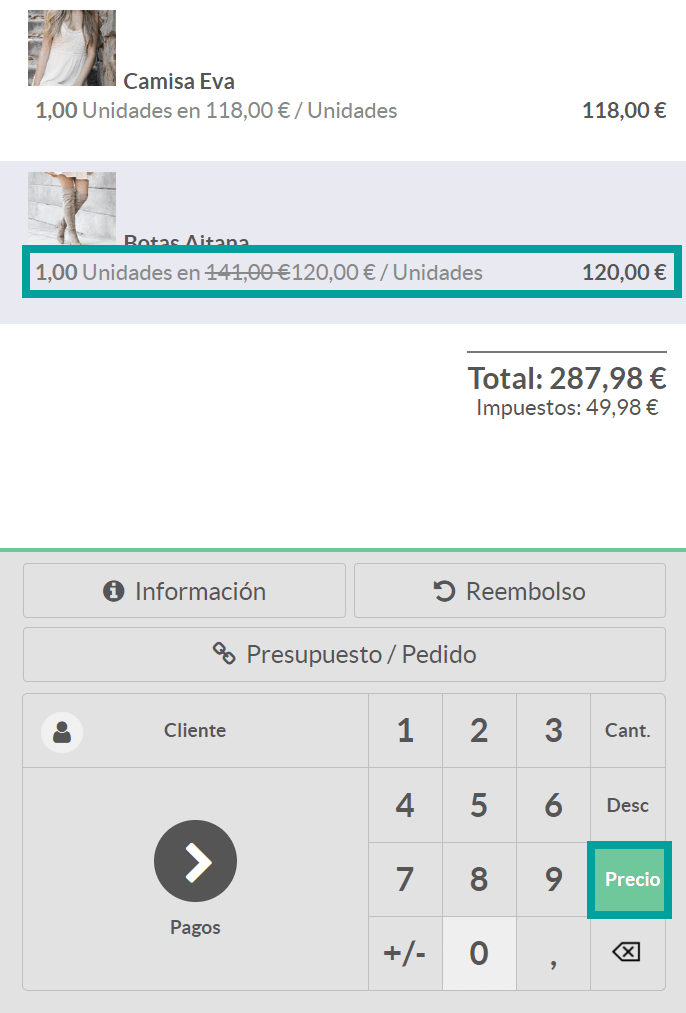 Camisa Eva
1,00 Unidades en 118,00 € / Unidades 118,00 €
Botas Aitana
1,00 Unidades en 141,00 €120,00 € / Unidades 120,00 €
Total: 287,98 €
Impuestos: 49,98 €
Información Reembolso
Presupuesto / Pedido
Cliente 1 2 3 Cant.
4 5 6 Desc
7 8 9 Precio
Pagos
+/- 0 ,